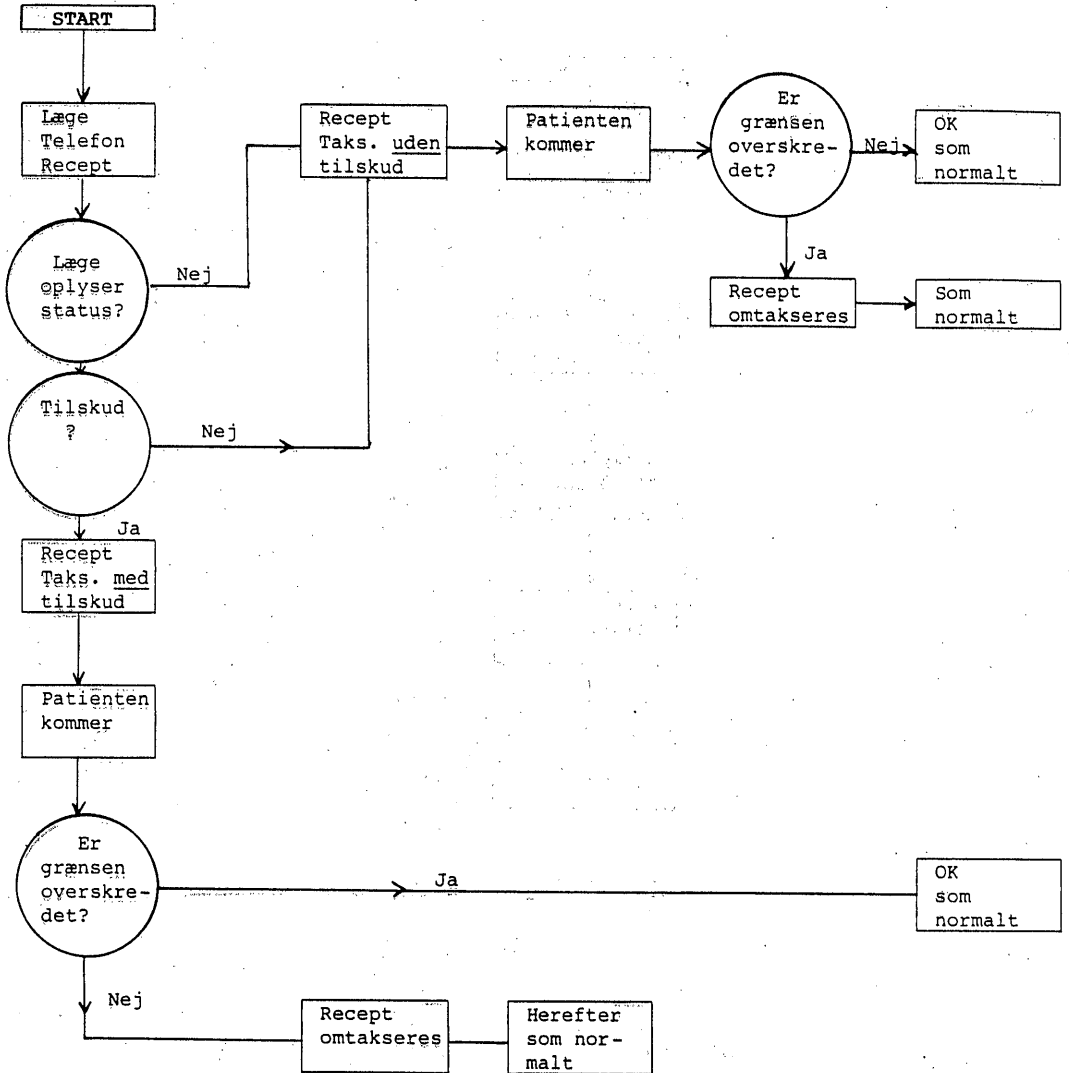 START
Læge
Telefon
Recept
Læge
oplyser
status?
Nej
Recept
Taks. uden
tilskud
Patienten
kommer
Er
grænsen
overskre-
det?
Nej
OK
som
normalt
Ja
Recept
omtakseres
Som
normalt
Tilskud
?
Nej
Ja
Recept
Taks. med
tilskud
Patienten
kommer
Er
grænsen
overskre-
det?
Ja
OK
som
normalt
Nej
Recept
omtakseres
Herefter
som nor-
malt